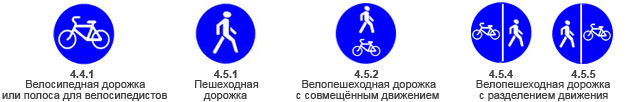 4.4.1
Велосипедная дорожка
или полоса для велосипедистов
4.5.1
Пешеходная
дорожка
4.5.2
Велопешеходная дорожка
с совмещённым движением
4.5.4 4.5.5
Велопешеходная дорожка
с разделением движения